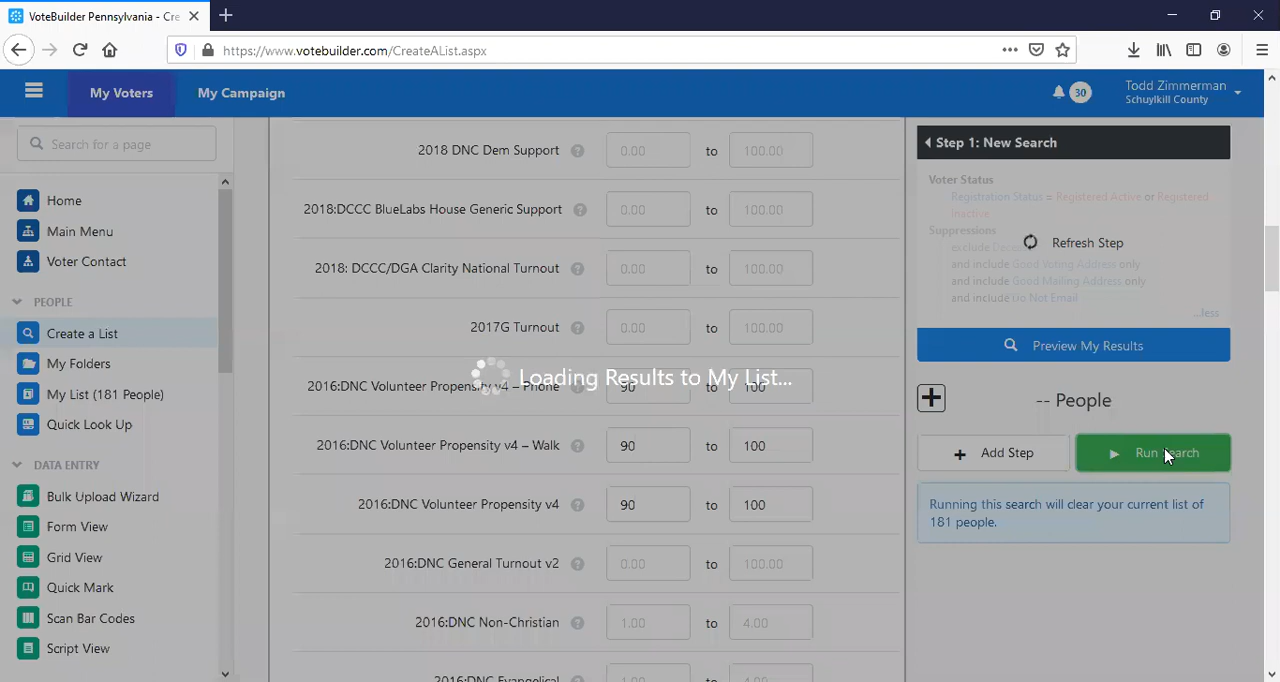 VoteBuilder Pennsylvania - Cre
https://www.votebuilder.com/CreateAList.aspx
My Voters
My Campaign
30
Todd Zimmerman
Schuylkill County
Search for a page
Home
Main Menu
Voter Contact
PEOPLE
Create a List
My Folders
My List (181 People)
Quick Look Up
DATA ENTRY
Bulk Upload Wizard
Form View
Grid View
Quick Mark
Scan Bar Codes
Script View
2018 DNC Dem Support ? 0.00 to 100.00
2018:DCCC BlueLabs House Generic Support ? 0.00 to 100.00
2018: DCCC/DGA Clarity National Turnout ? 0.00 to 100.00
2017G Turnout ? 0.00 to 100.00
Loading Results to My List...
2016:DNC Volunteer Propensity v4 – Phone ? 90 to 100
2016:DNC Volunteer Propensity v4 – Walk ? 90 to 100
2016:DNC Volunteer Propensity v4 ? 90 to 100
2016:DNC General Turnout v2 ? 0.00 to 100.00
2016:DNC Non-Christian ? 1.00 to 4.00
2016:DNC Evangelical 1.00 4.00
Step 1: New Search
Voter Status
Registration Status = Registered Active or Registered
Inactive
Suppressions
exclude
Refresh Step
and include Good Voting Address only
and include Good Mailing Address only
and include Do Not Email
...less
Preview My Results
-- People
Add Step
Run Search
Running this search will clear your current list of
181 people.